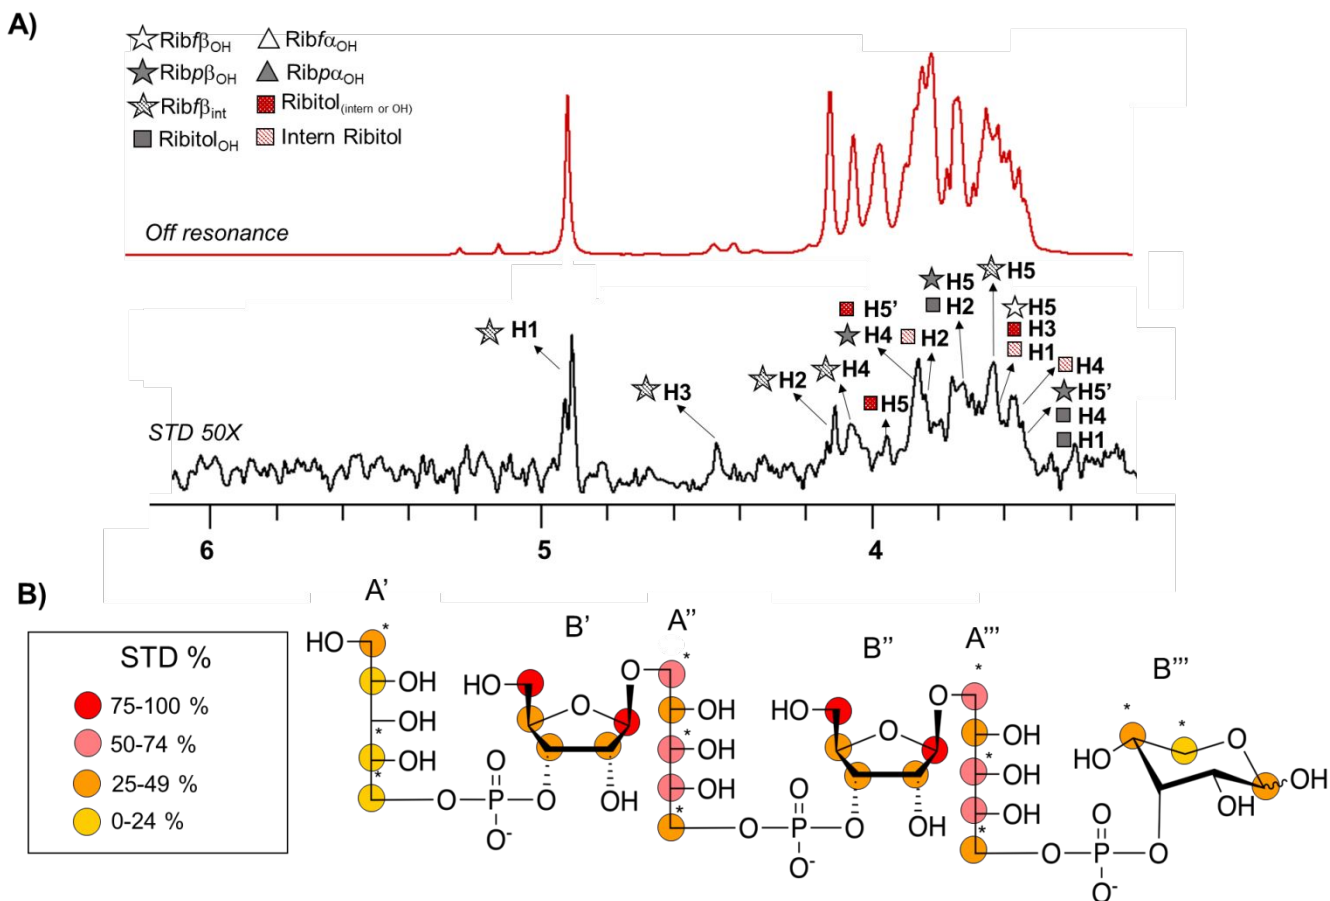 A)
RibfβOH
RibfαOH
RibpβOH
RibpαOH
Ribfβint
Ribitol(intern or OH)
RibitolOH
Intern Ribitol
Off resonance
H5
H5
H5'
H2
H5
H3
H1
H4
H2
H1
H4
H4
H3
H2
H5'
H5
H4
STD 50X
H1
6
5
4
B)
A'
A''
B'
B''
A'''
B'''
STD %
75-100 %
50-74 %
25-49 %
0-24 %
HO
*
OH
OH
*
OH
*
HO
O
O
O
P
O
O-
O
OH
*
OH
*
OH
OH
*
HO
O
O
O
P
O
O-
O
OH
*
OH
*
OH
OH
*
O
P
O
O-
O
*
*
HO
O
OH
OH